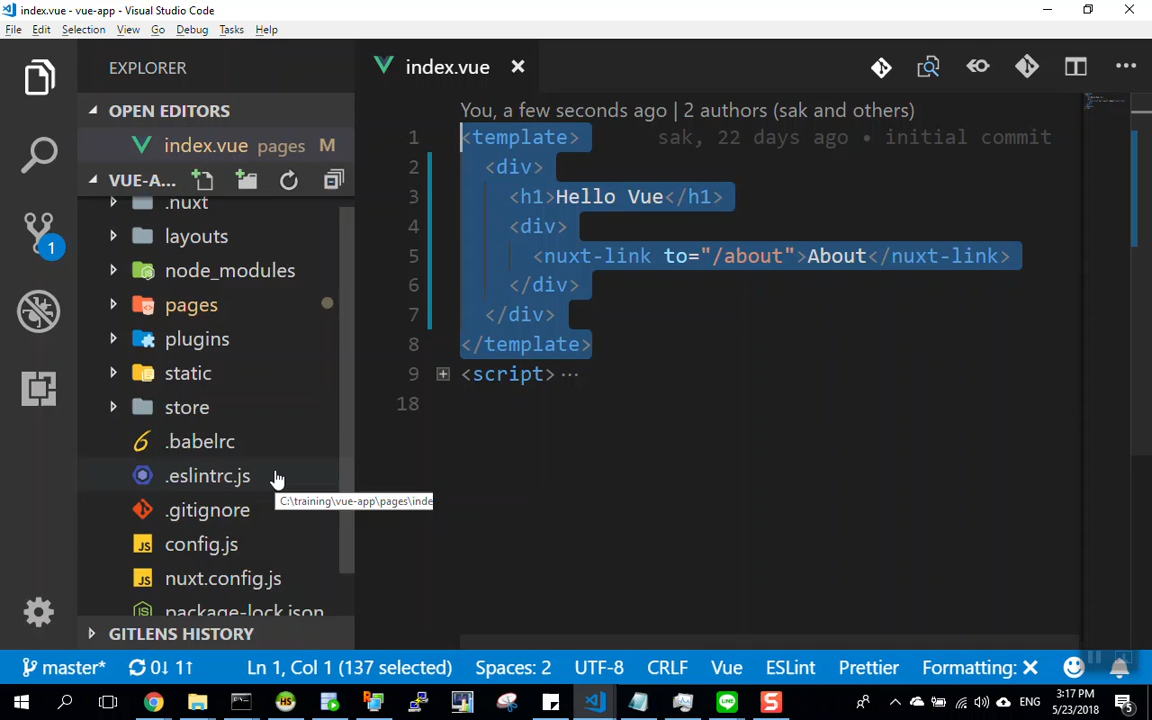 index.vue - vue-app - Visual Studio Code
File Edit Selection View Go Debug Tasks Help
EXPLORER
index.vue
OPEN EDITORS
index.vue pages M
VUE-A...
.nuxt
layouts
node_modules
pages
plugins
static
store
.babelrc
.eslintrc.js
C:\training\vue-app\pages\inde
.gitignore
config.js
nuxt.config.js
package-lock.json
GITLENS HISTORY
1
You, a few seconds ago | 2 authors (sak and others)
1 <template> sak, 22 days ago • initial commit
2 <div>
3 <h1>Hello Vue</h1>
4 <div>
5 <nuxt-link to="/about">About</nuxt-link>
6 </div>
7 </div>
8 </template>
9 <script> ...
18
master* 0↓ 1↑ Ln 1, Col 1 (137 selected) Spaces: 2 UTF-8 CRLF Vue ESLint Prettier Formatting: ✕
HS
S
ENG
3:17 PM
5/23/2018
5